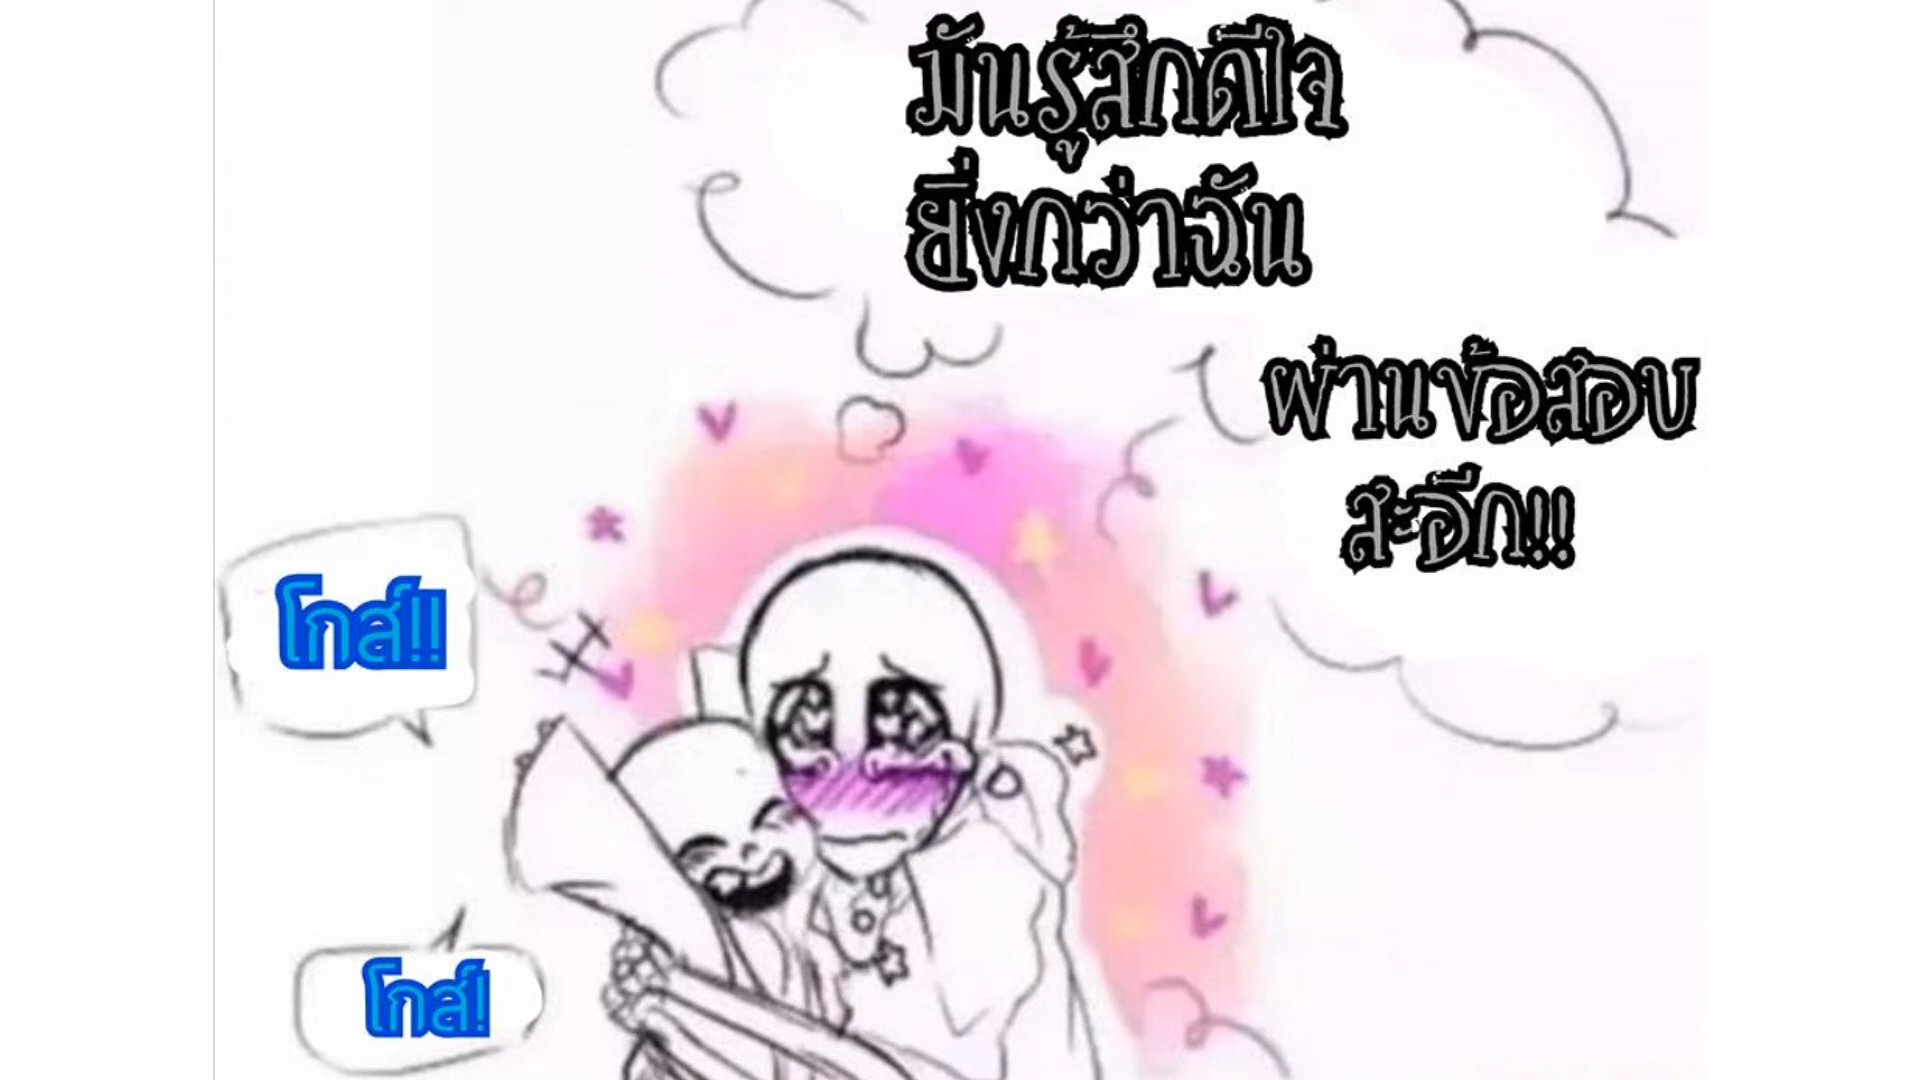 มันรู้สึกดีใจ
ยิ่งกว่าฉัน
ผ่านข้อสอบ
สะอีก!!
โกส์!!
โกส์!